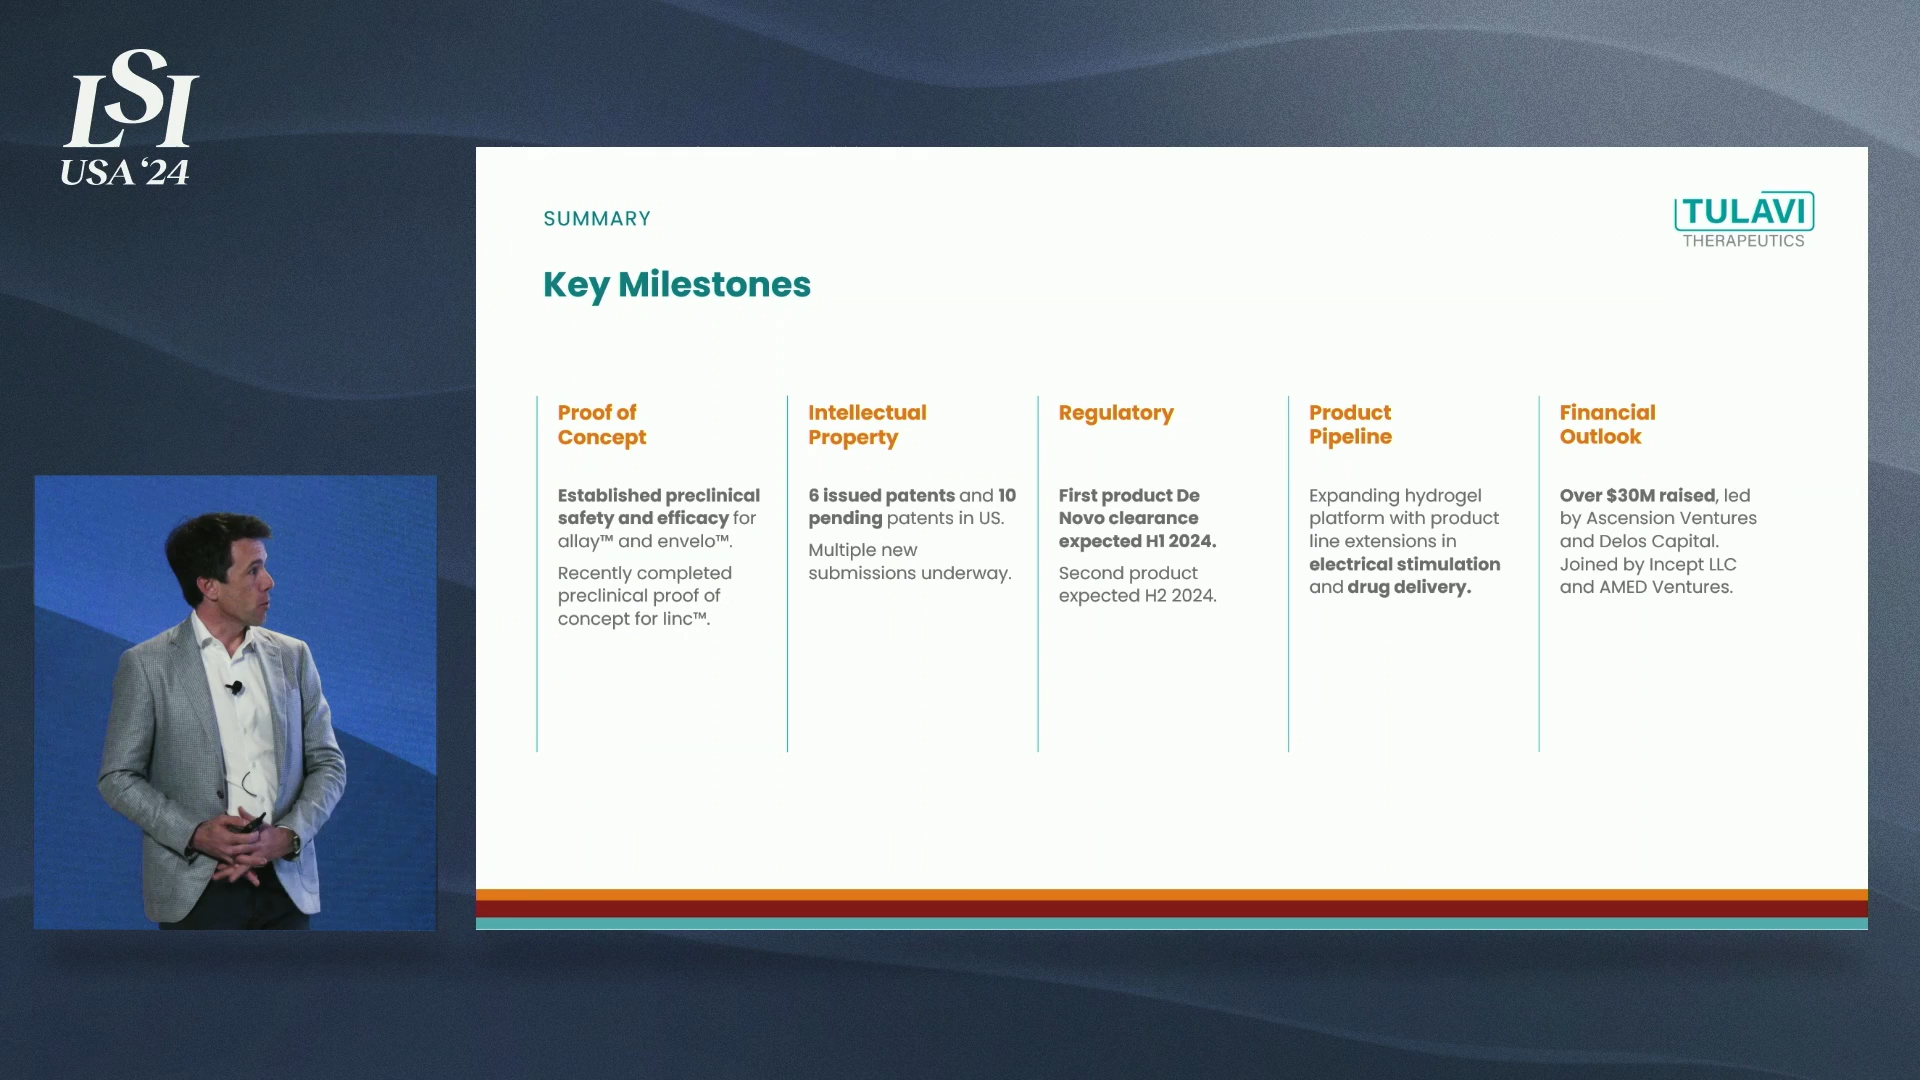 LSI
USA '24
SUMMARY
TULAVI
THERAPEUTICS
Key Milestones
Proof of
Concept
Established preclinical
safety and efficacy for
allay™ and envelo™.
Recently completed
preclinical proof of
concept for linc™.
Intellectual
Property
6 issued patents and 10
pending patents in US.
Multiple new
submissions underway.
Regulatory
First product De
Novo clearance
expected H1 2024.
Second product
expected H2 2024.
Product
Pipeline
Expanding hydrogel
platform with product
line extensions in
electrical stimulation
and drug delivery.
Financial
Outlook
Over $30M raised, led
by Ascension Ventures
and Delos Capital.
Joined by Incept LLC
and AMED Ventures.